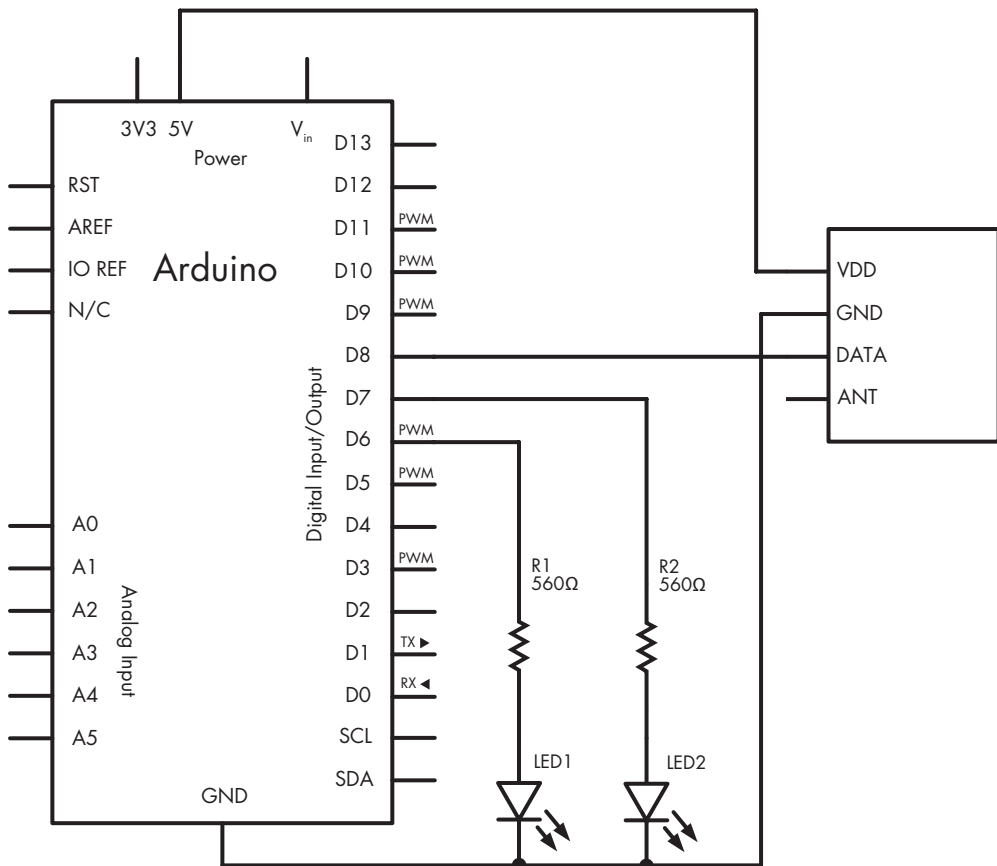 3V3 5V
V_in
Power
Arduino
RST
AREF
IO REF
N/C
A0
A1
A2
A3
A4
A5
Analog Input
GND
Digital Input/Output
D13
D12
D11 PWM
D10 PWM
D9 PWM
D8
D7
D6 PWM
D5 PWM
D4
D3 PWM
D2
D1 TX ►
D0 RX ◄
SCL
SDA
R1
560Ω
R2
560Ω
LED1
LED2
VDD
GND
DATA
ANT